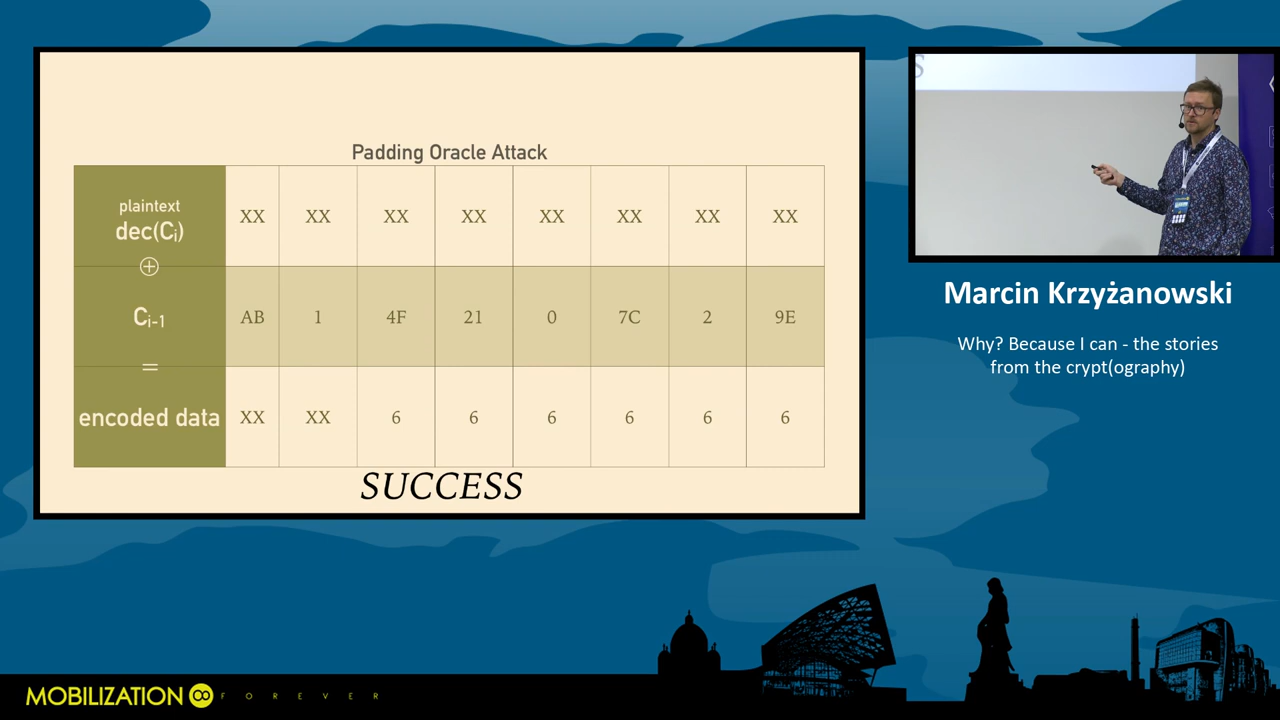 Padding Oracle Attack
plaintext
dec(Cᵢ) XX XX XX XX XX XX XX XX
⊕
Cᵢ₋₁ AB 1 4F 21 0 7C 2 9E
=
encoded data XX XX 6 6 6 6 6 6
SUCCESS
S
Marcin Krzyżanowski
Why? Because I can - the stories
from the crypt(ography)
MOBILIZATION FOREVER